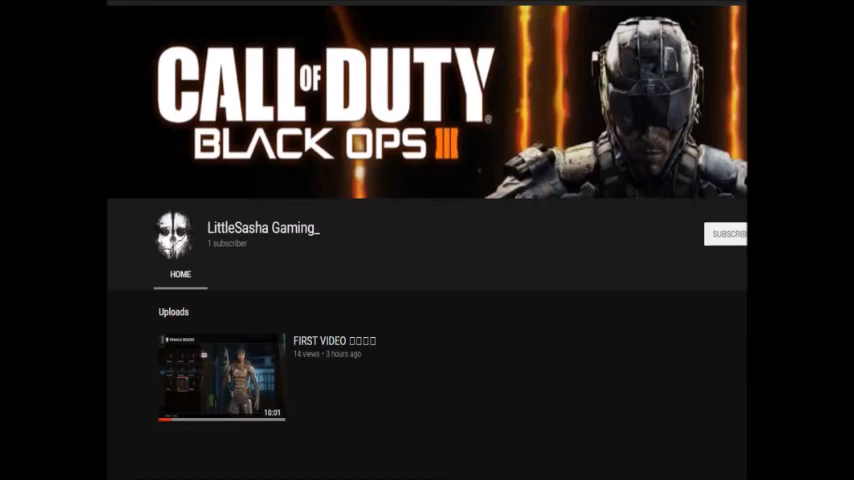 CALL OF DUTY®
BLACK OPS III
LittleSasha Gaming_
1 subscriber
SUBSCRIB
HOME
Uploads
FIRST VIDEO □□□□
14 views • 3 hours ago
10:01